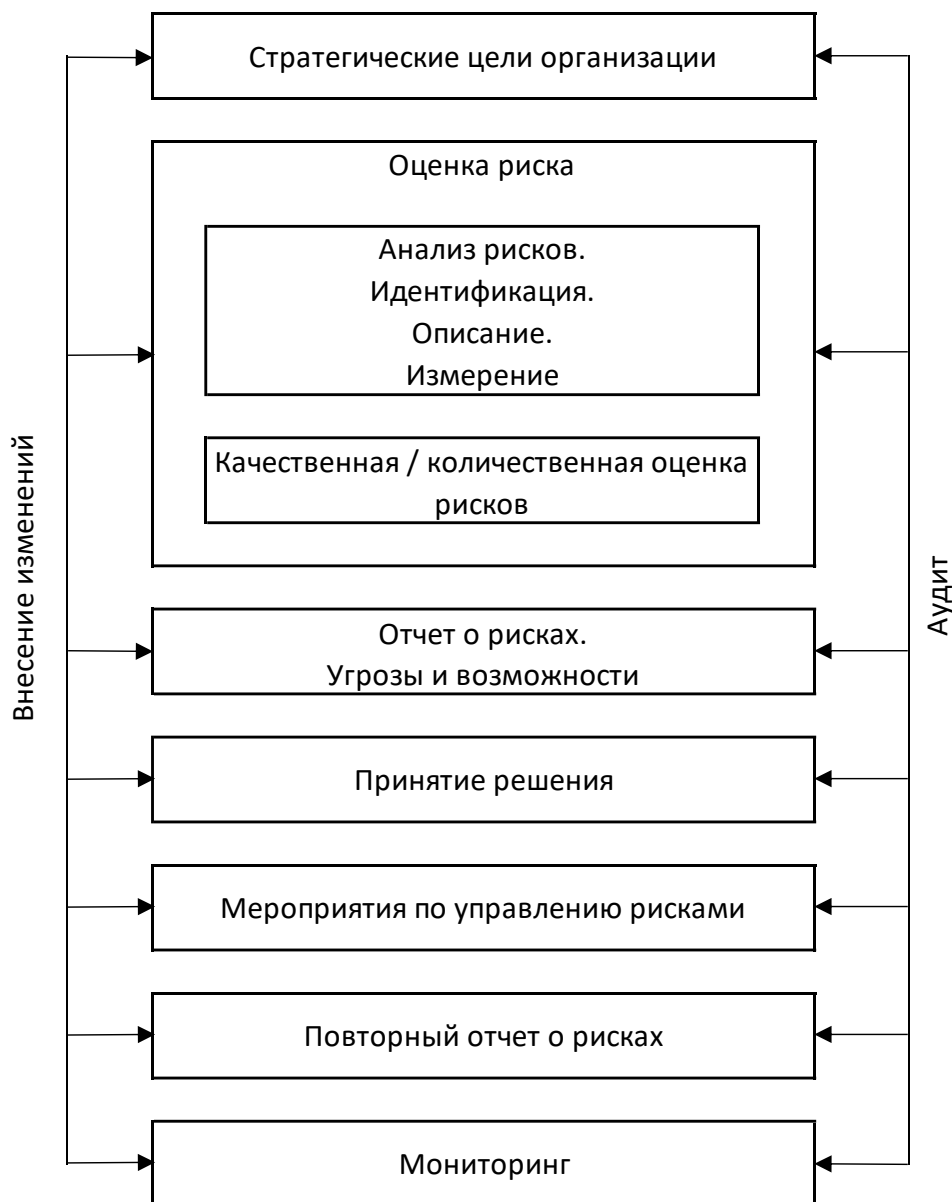 Стратегические цели организации
Оценка риска
Анализ рисков.
Идентификация.
Описание.
Измерение
Качественная / количественная оценка
рисков
Отчет о рисках.
Угрозы и возможности
Принятие решения
Мероприятия по управлению рисками
Повторный отчет о рисках
Мониторинг
Внесение изменений
Аудит